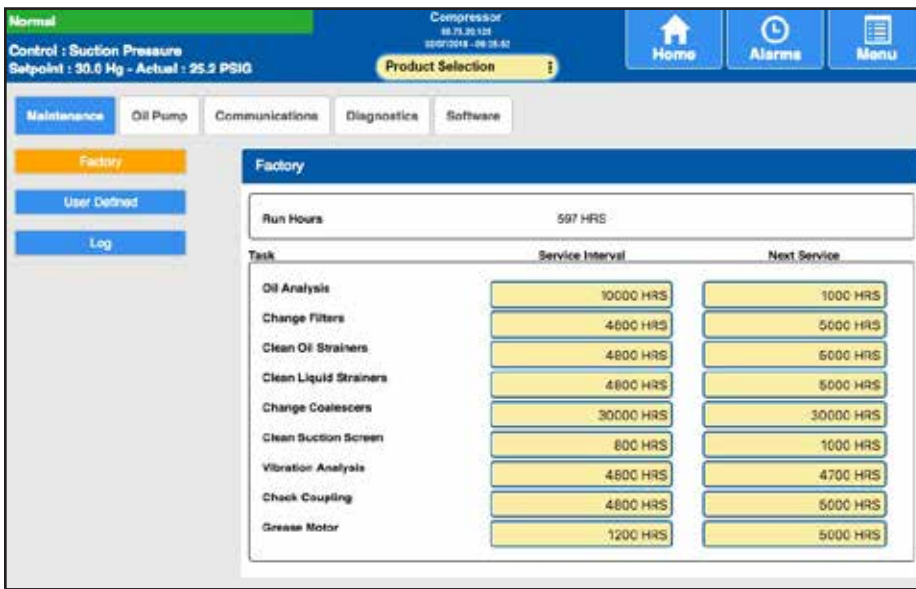 Normal
Compressor
Control : Suction Pressure
Setpoint : 30.0 Hg - Actual : 25.2 PSIG
Product Selection
Home
Alarms
Menu
Maintenance
Oil Pump
Communications
Diagnostics
Software
Factory
User Defined
Log
Factory
Run Hours 597 HRS
Task Service Interval Next Service
Oil Analysis 10000 HRS 1000 HRS
Change Filters 4800 HRS 5000 HRS
Clean Oil Strainers 4800 HRS 5000 HRS
Clean Liquid Strainers 4800 HRS 5000 HRS
Change Coalescers 30000 HRS 30000 HRS
Clean Suction Screen 800 HRS 1000 HRS
Vibration Analysis 4800 HRS 4700 HRS
Check Coupling 4800 HRS 5000 HRS
Grease Motor 1200 HRS 5000 HRS